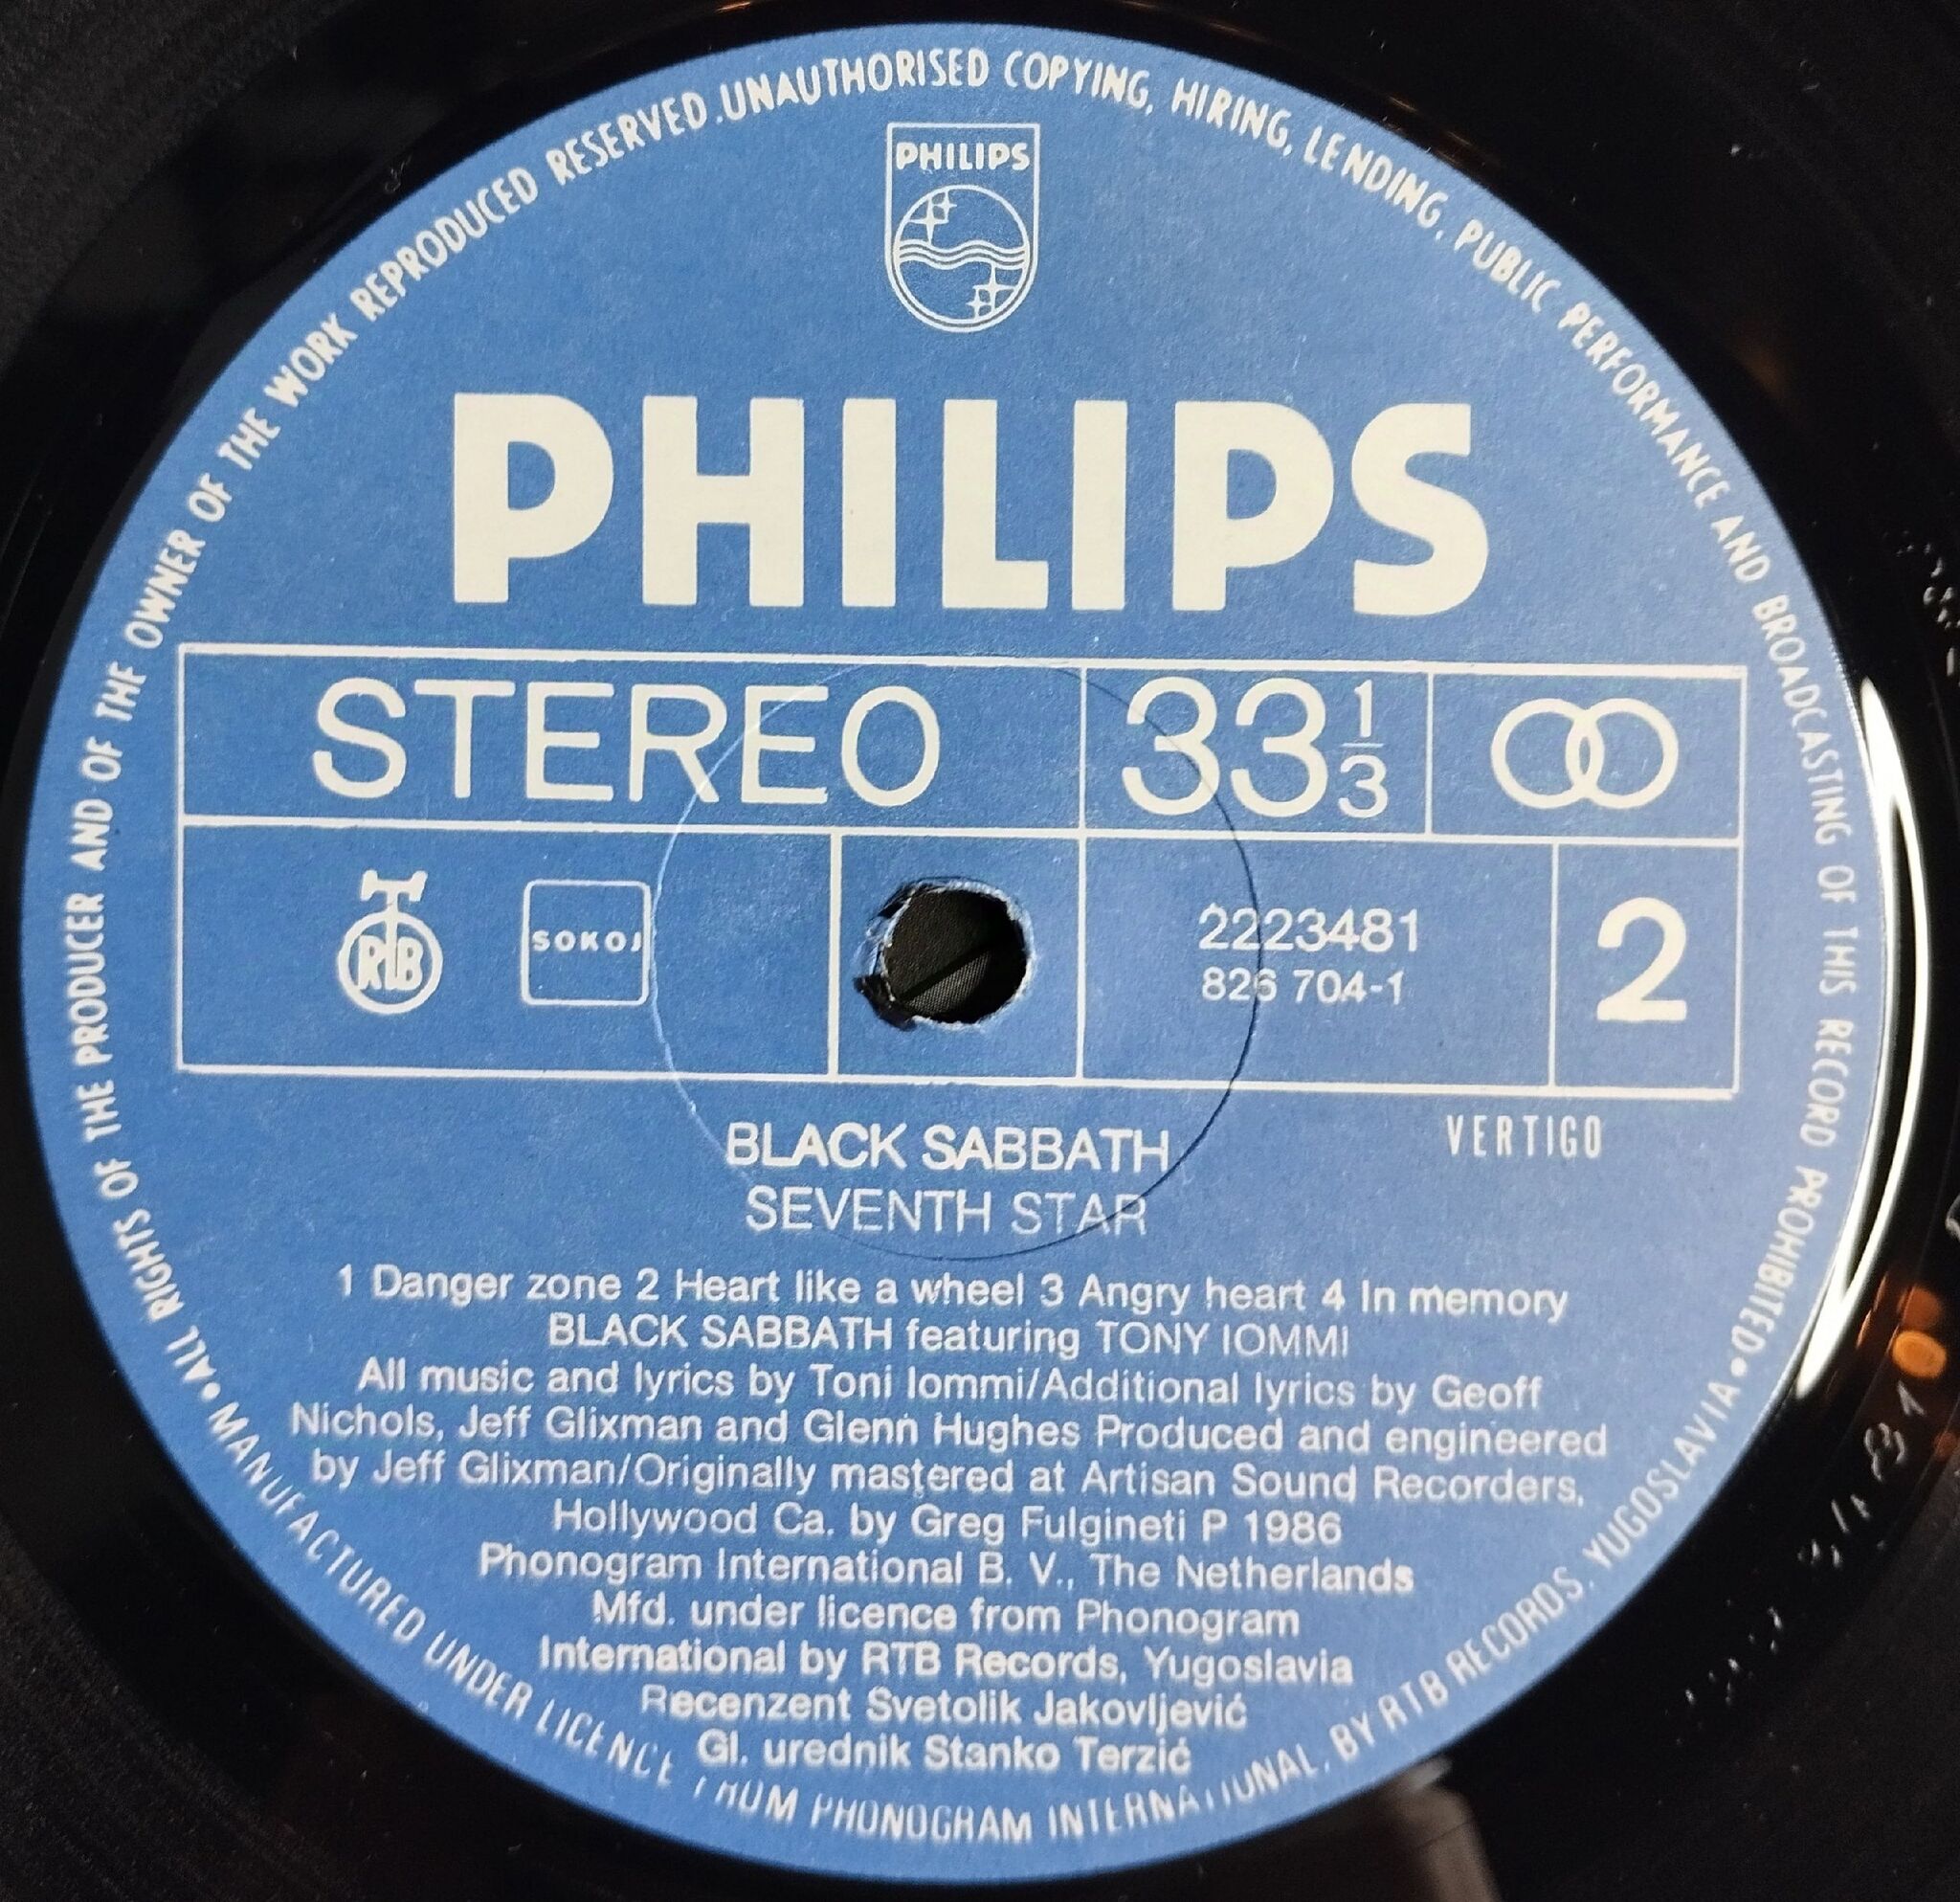 •ALL RIGHTS OF THE PRODUCER AND OF THE OWNER OF THE WORK REPRODUCED RESERVED.UNAUTHORISED COPYING, HIRING, LENDING, PUBLIC PERFORMANCE AND BROADCASTING OF THIS RECORD PROHIBITED•
PHILIPS
PHILIPS
STEREO 33 1/3
RTB SOKOJ 2223481 2
826 704-1
VERTIGO
BLACK SABBATH
SEVENTH STAR
1 Danger zone 2 Heart like a wheel 3 Angry heart 4 In memory
BLACK SABBATH featuring TONY IOMMI
All music and lyrics by Toni Iommi/Additional lyrics by Geoff
Nichols, Jeff Glixman and Glenn Hughes Produced and engineered
by Jeff Glixman/Originally mastered at Artisan Sound Recorders,
Hollywood Ca. by Greg Fulgineti P 1986
Phonogram International B. V., The Netherlands
Mfd. under licence from Phonogram
International by RTB Records, Yugoslavia
Recenzent Svetolik Jakovljević
Gl. urednik Stanko Terzić
MANUFACTURED UNDER LICENCE FROM PHONOGRAM INTERNATIONAL, BY RTB RECORDS, YUGOSLAVIA